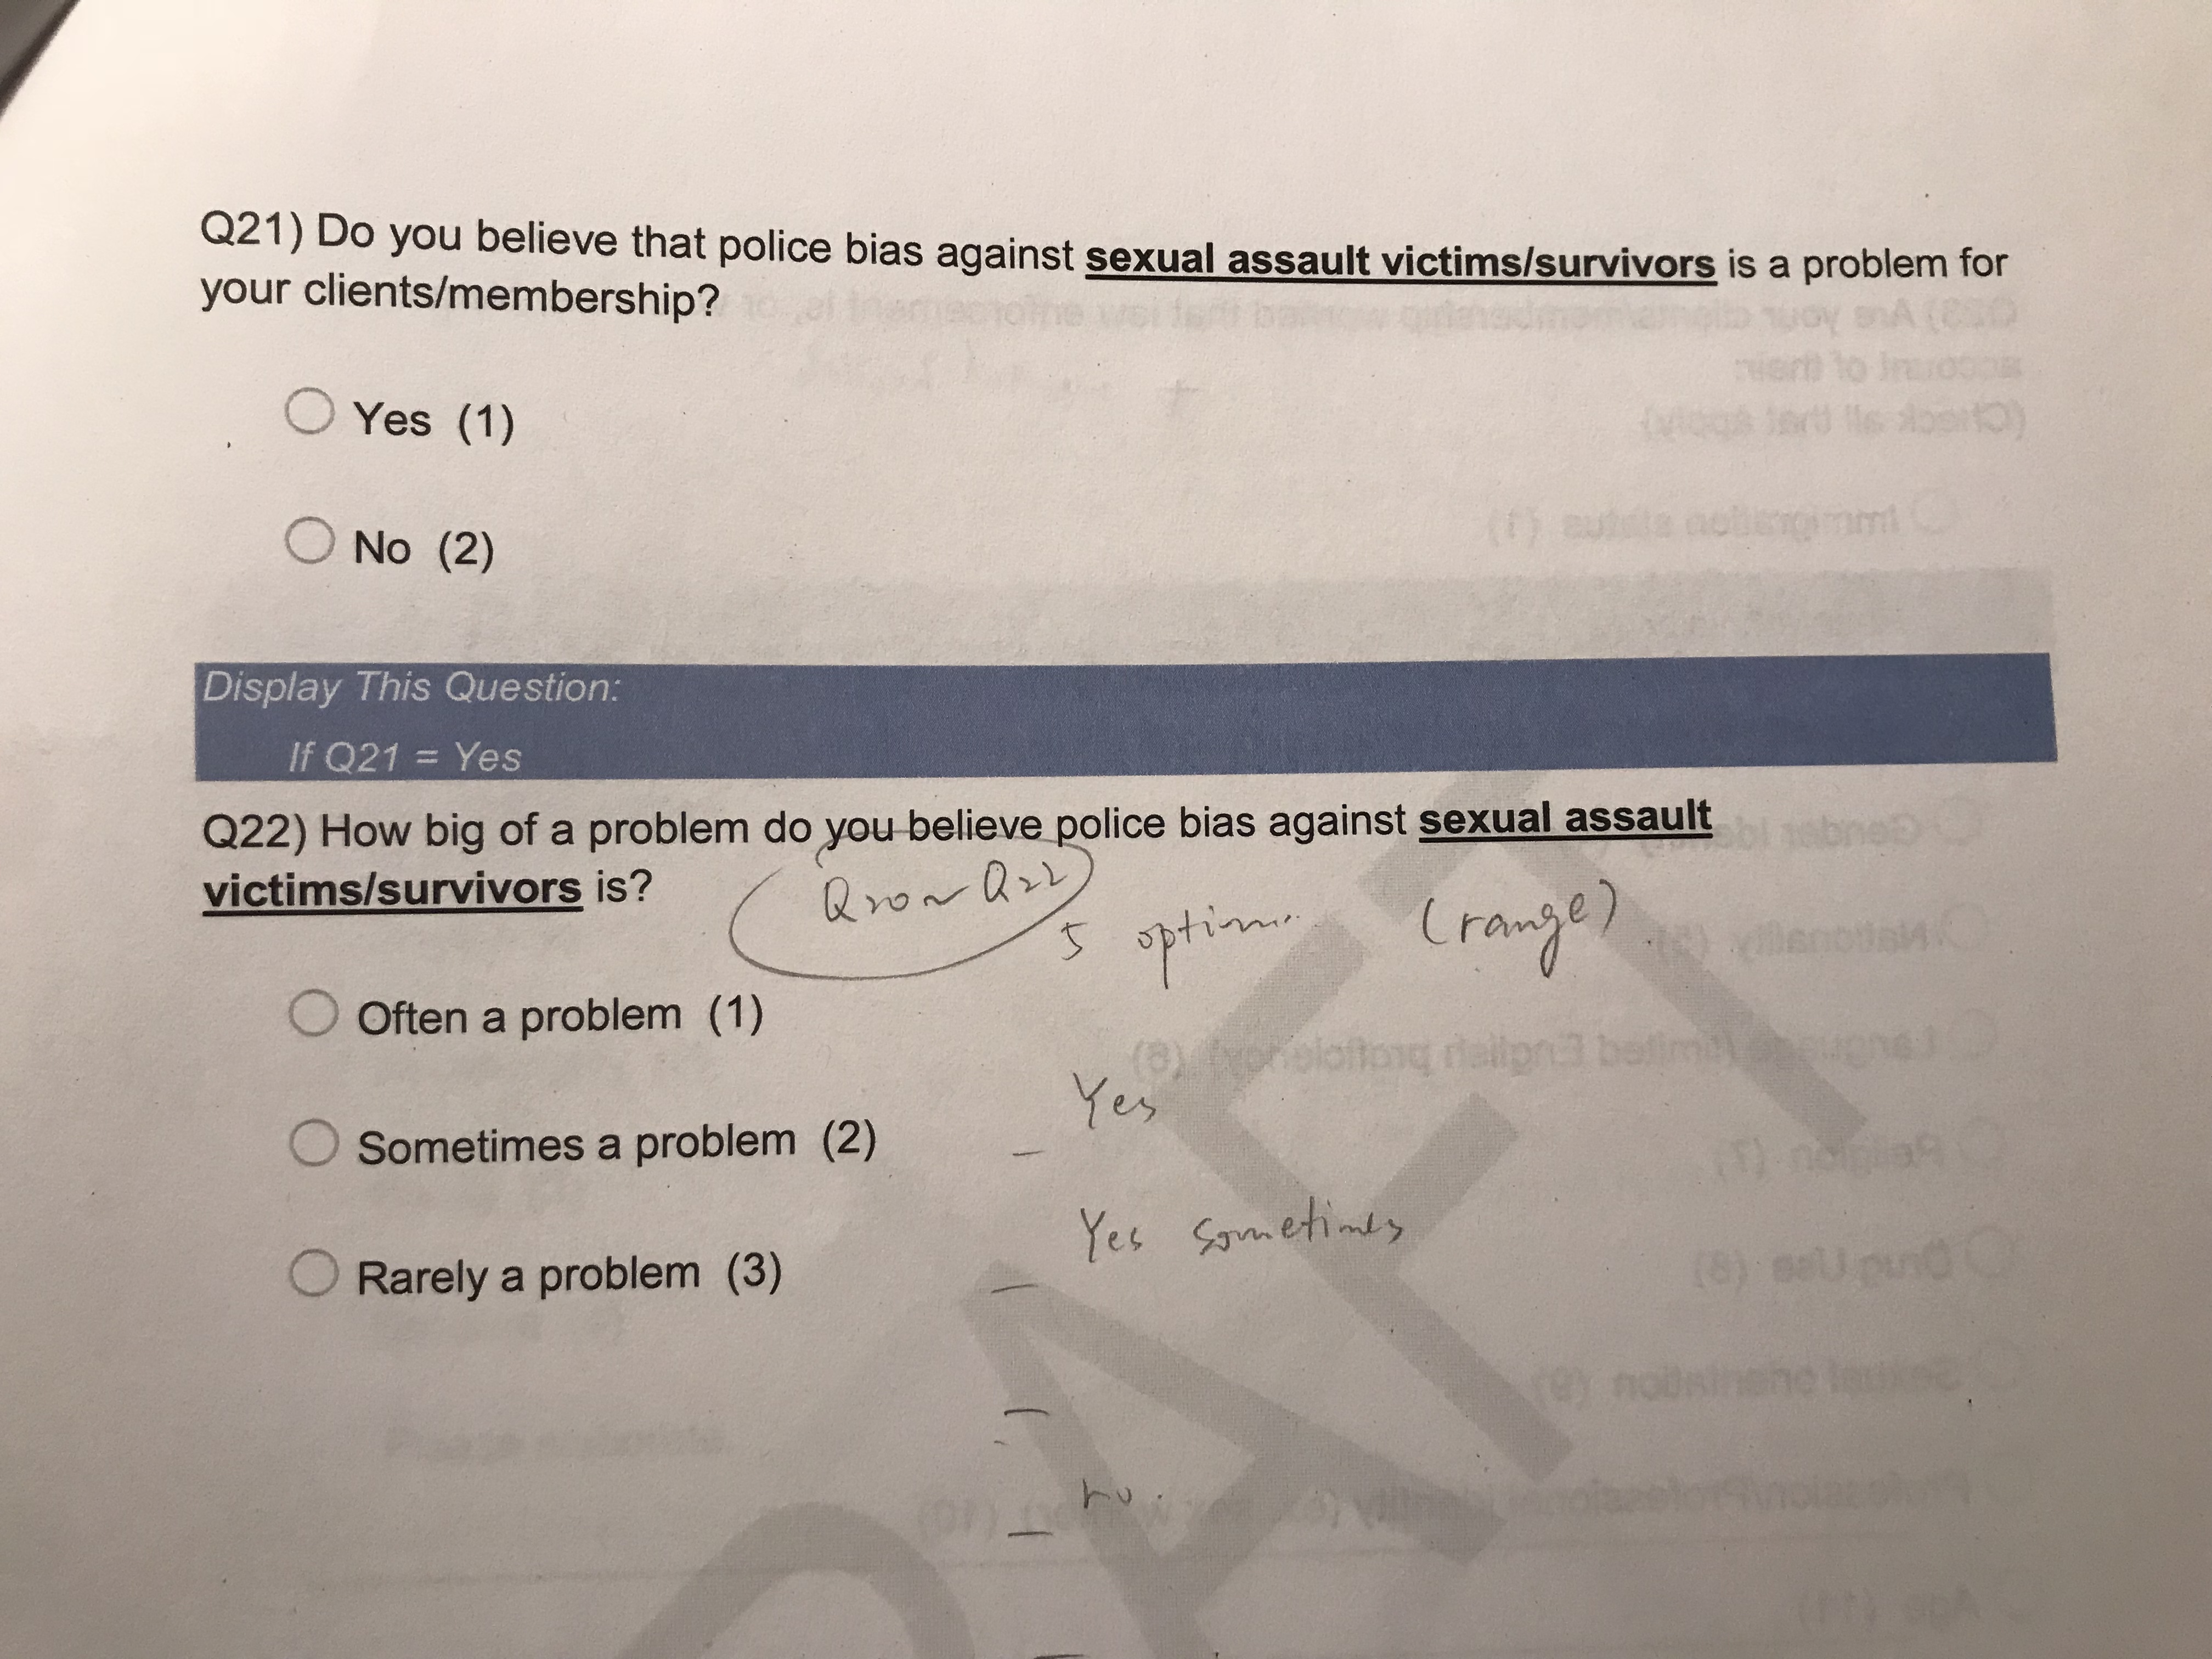 Q21) Do you believe that police bias against sexual assault victims/survivors is a problem for
your clients/membership?
Yes (1)
No (2)
Display This Question:
If Q21 = Yes
Q22) How big of a problem do you believe police bias against sexual assault
victims/survivors is?
Q20~Q22
5 (range)
Often a problem (1)
Yes
Sometimes a problem (2)
Yes sometimes
Rarely a problem (3)
no.